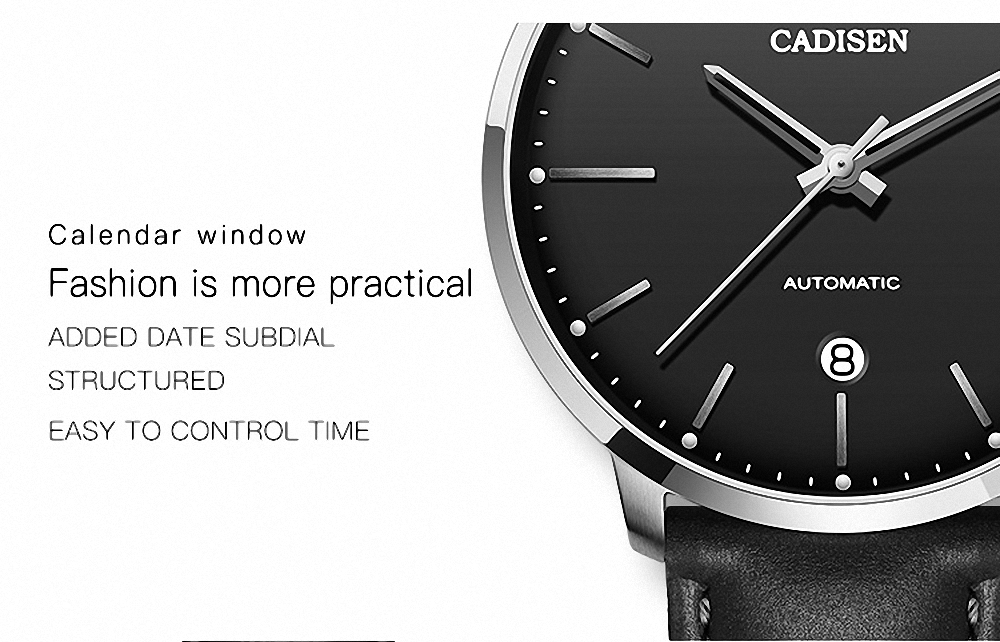 CADISEN
Calendar window
Fashion is more practical
ADDED DATE SUBDIAL
STRUCTURED
EASY TO CONTROL TIME
AUTOMATIC
8